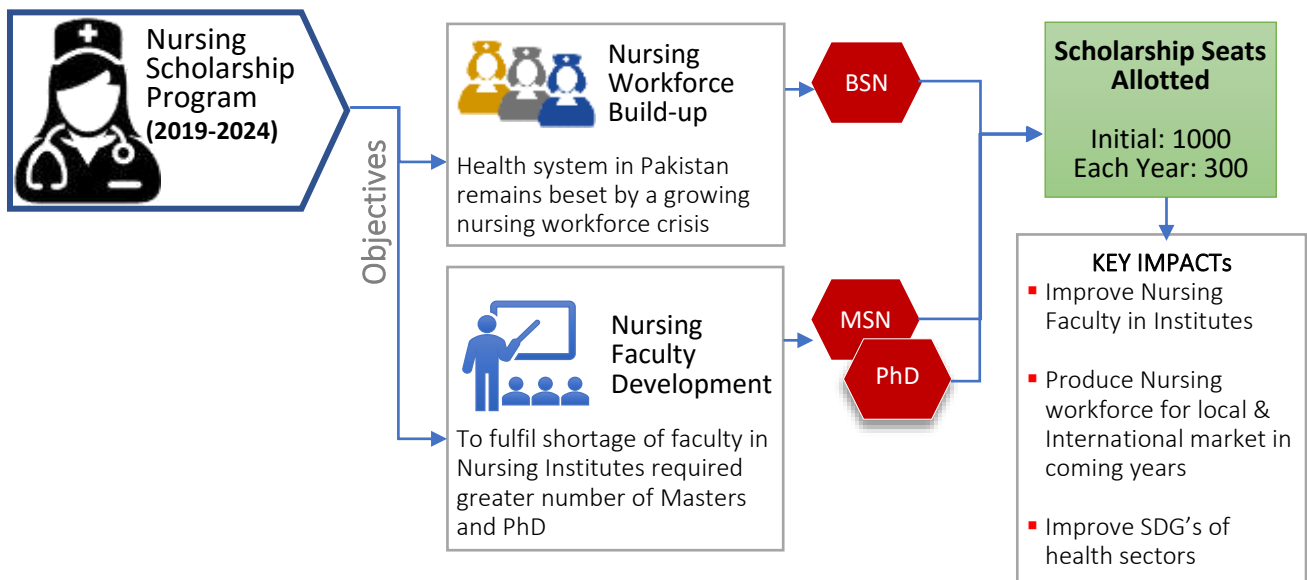 Nursing
Scholarship
Program
(2019-2024)
Objectives
Nursing
Workforce
Build-up
Health system in Pakistan
remains beset by a growing
nursing workforce crisis
BSN
Nursing
Faculty
Development
To fulfil shortage of faculty in
Nursing Institutes required
greater number of Masters
and PhD
MSN
PhD
Scholarship Seats
Allotted
Initial: 1000
Each Year: 300
KEY IMPACTs
▪ Improve Nursing
Faculty in Institutes
▪ Produce Nursing
workforce for local &
International market in
coming years
▪ Improve SDG's of
health sectors